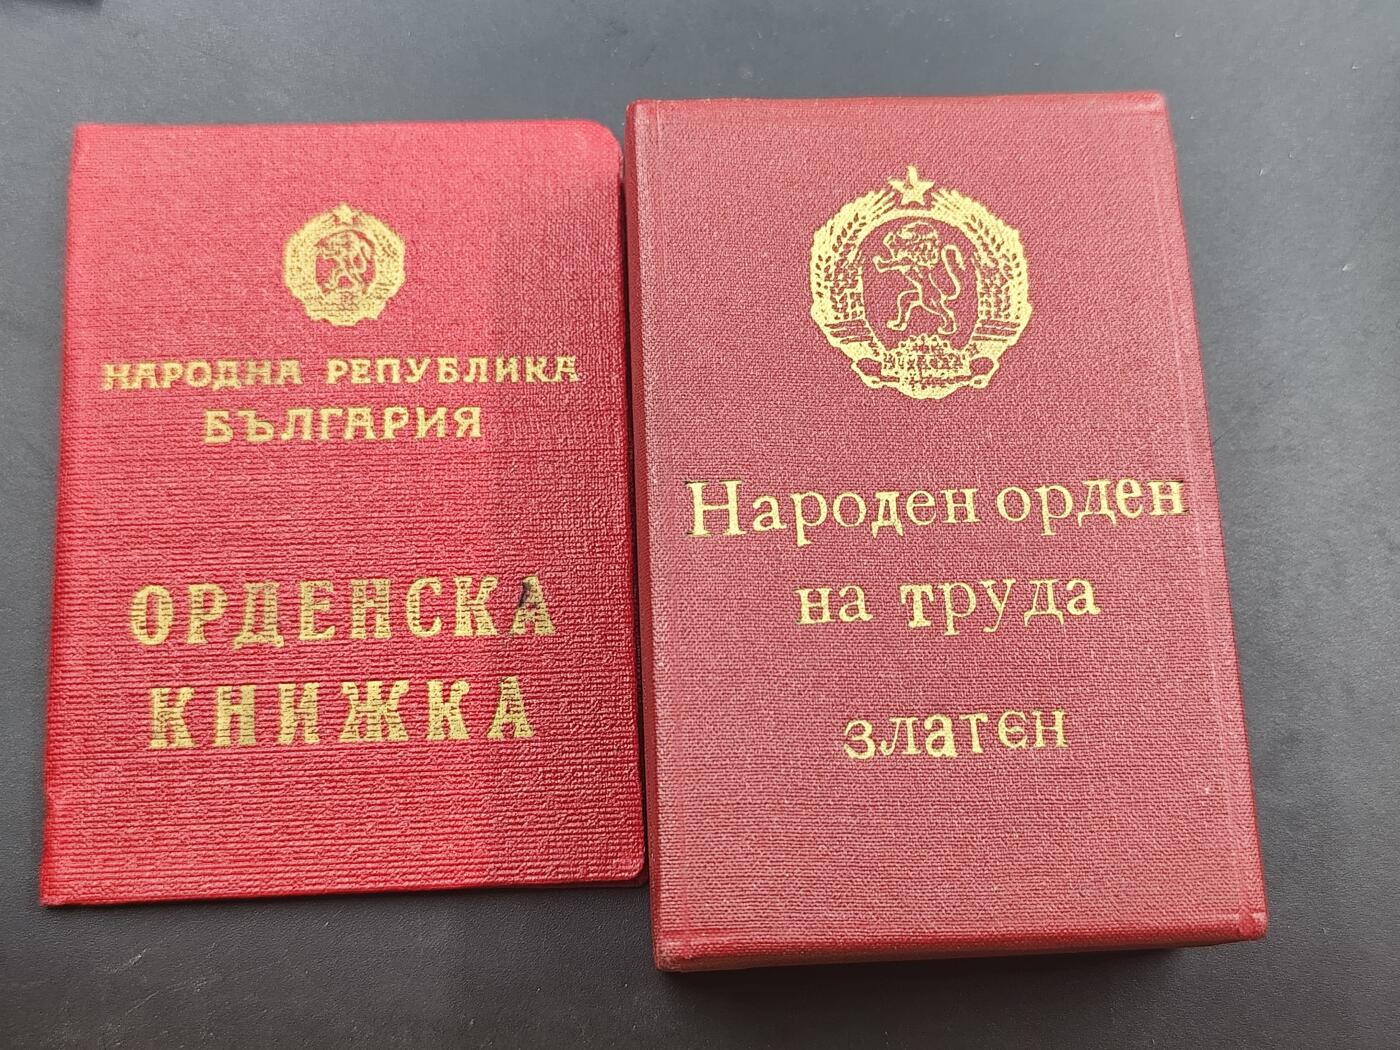 НАРОДНА РЕПУБЛИКА
БЪЛГАРИЯ
ОРДЕНСКА
КНИЖКА
Народен орден
на труда
златен